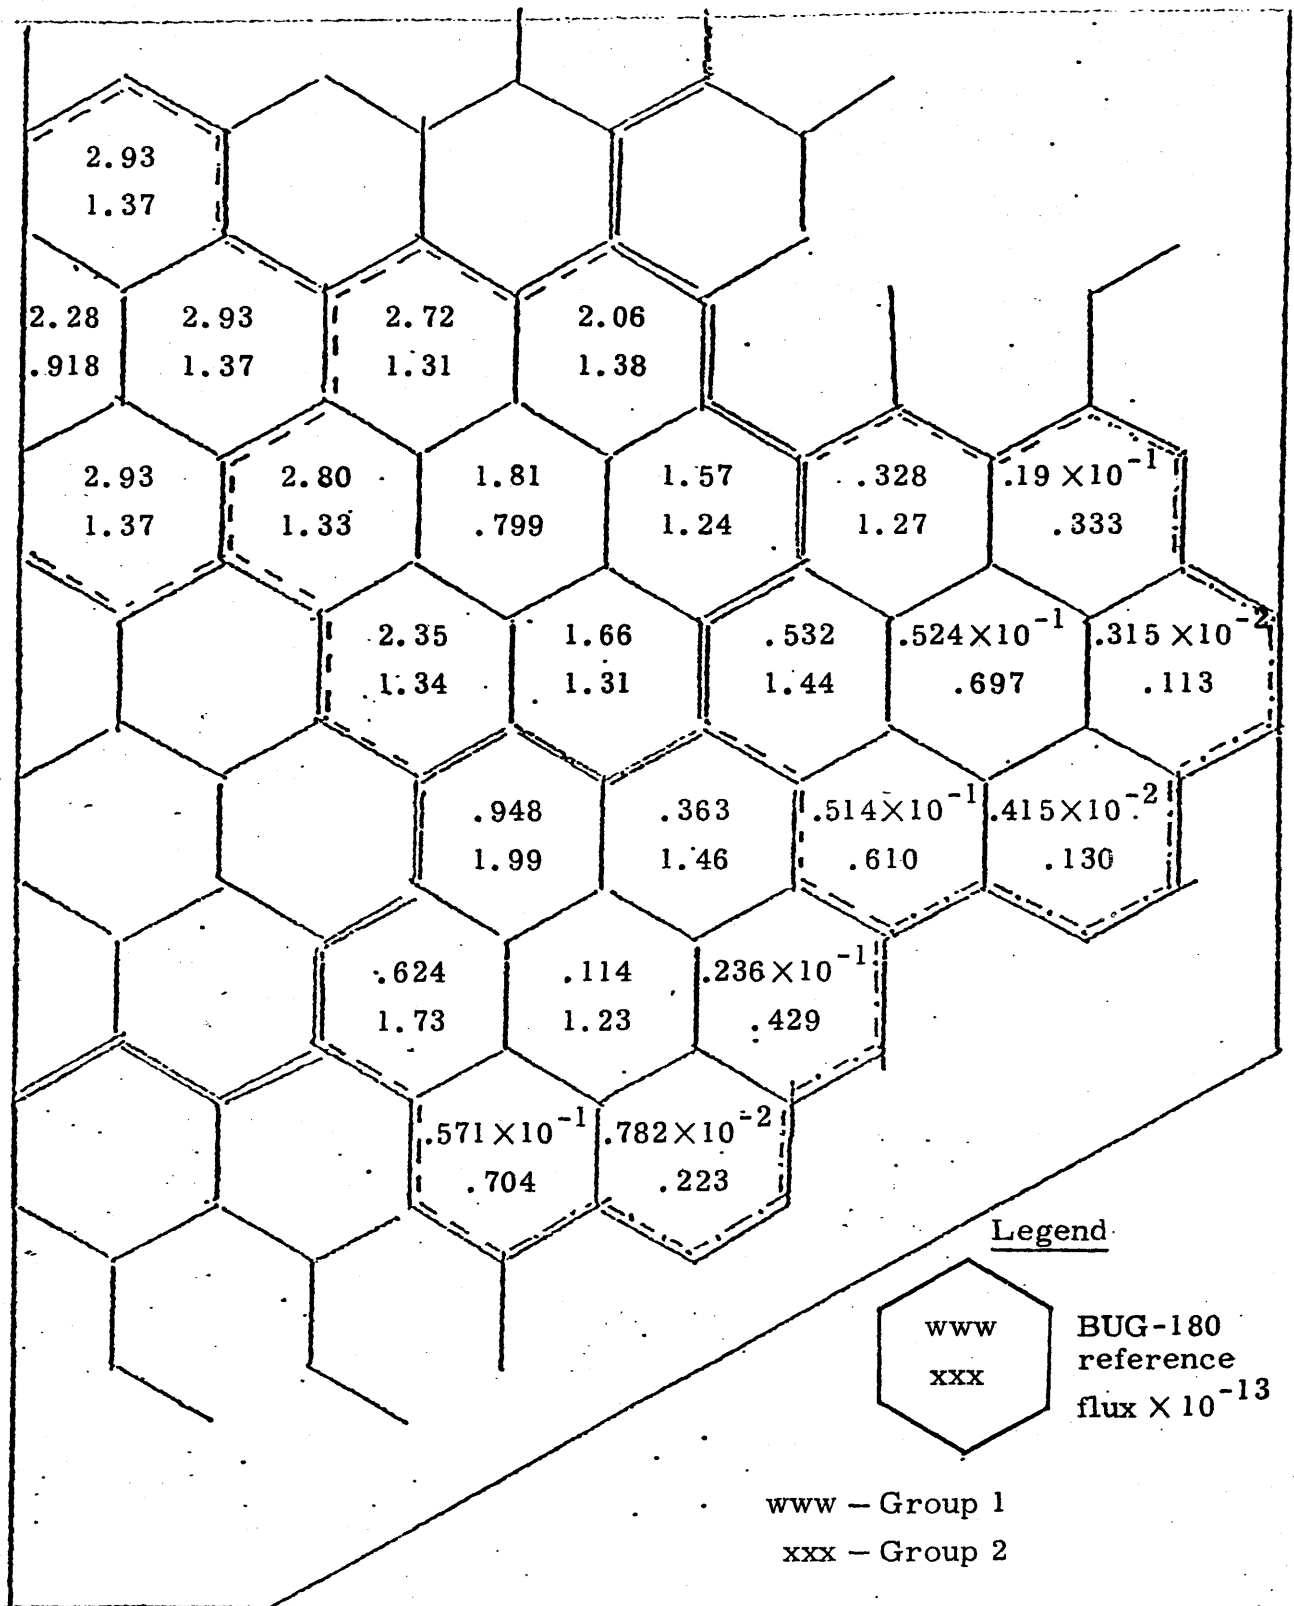 2.93
1.37
2.28 2.93 2.72 2.06
.918 1.37 1.31 1.38
2.93 2.80 1.81 1.57 .328 .19 × 10⁻¹
1.37 1.33 .799 1.24 1.27 .333
2.35 1.66 .532 .524 × 10⁻¹ .315 × 10⁻²
1.34 1.31 1.44 .697 .113
.948 .363 .514 × 10⁻¹ .415 × 10⁻²
1.99 1.46 .610 .130
.624 .114 .236 × 10⁻¹
1.73 1.23 .429
.571 × 10⁻¹ .782 × 10⁻²
.704 .223
Legend
www
xxx
BUG-180
reference
flux × 10⁻¹³
www – Group 1
xxx – Group 2